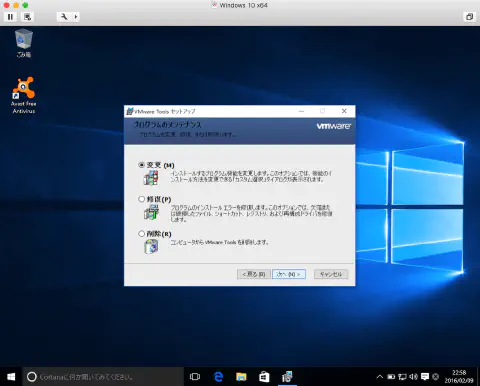 Windows 10 x64
ごみ箱
Avast Free
Antivirus
VMware Tools セットアップ
プログラムのメンテナンス
プログラムを変更、修復、または削除します。
vmware
変更 (M)
インストールするプログラム機能を変更します。このオプションでは、機能のイ
ンストール方法を変更できる「カスタム選択」ダイアログが表示されます。
修復(P)
プログラムのインストール エラーを修復します。このオプションでは、欠落また
は破損したファイル、ショートカット、レジストリ、および再構成ドライバを修復
します。
削除(R)
コンピュータから VMware Tools を削除します。
< 戻る (B)
次へ (N) >
キャンセル
Cortanaに何か聞いてみてください。
22:58
2016/02/09